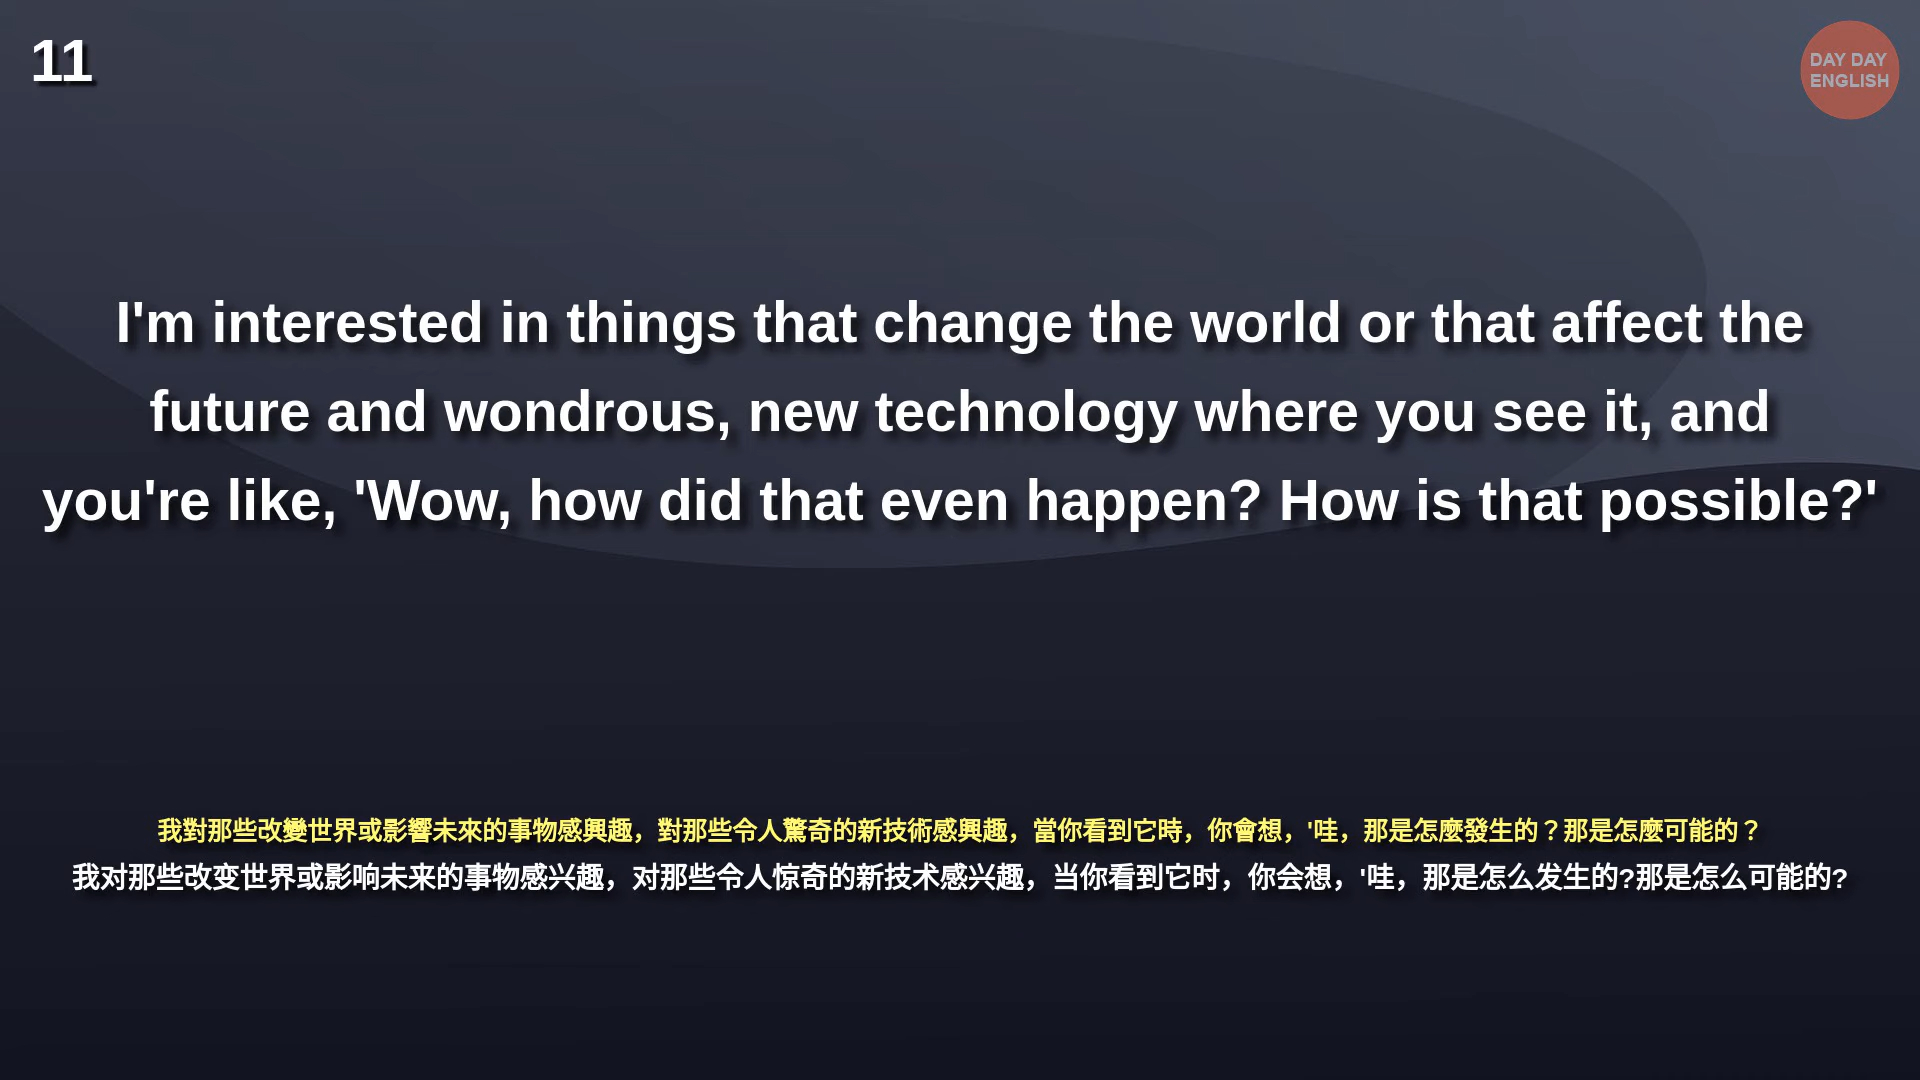 11
DAY DAY
ENGLISH
I'm interested in things that change the world or that affect the
future and wondrous, new technology where you see it, and
you're like, 'Wow, how did that even happen? How is that possible?'
我對那些改變世界或影響未來的事物感興趣，對那些令人驚奇的新技術感興趣，當你看到它時，你會想，'哇，那是怎麼發生的？那是怎麼可能的？
我对那些改变世界或影响未来的事物感兴趣，对那些令人惊奇的新技术感兴趣，当你看到它时，你会想，'哇，那是怎么发生的?那是怎么可能的?